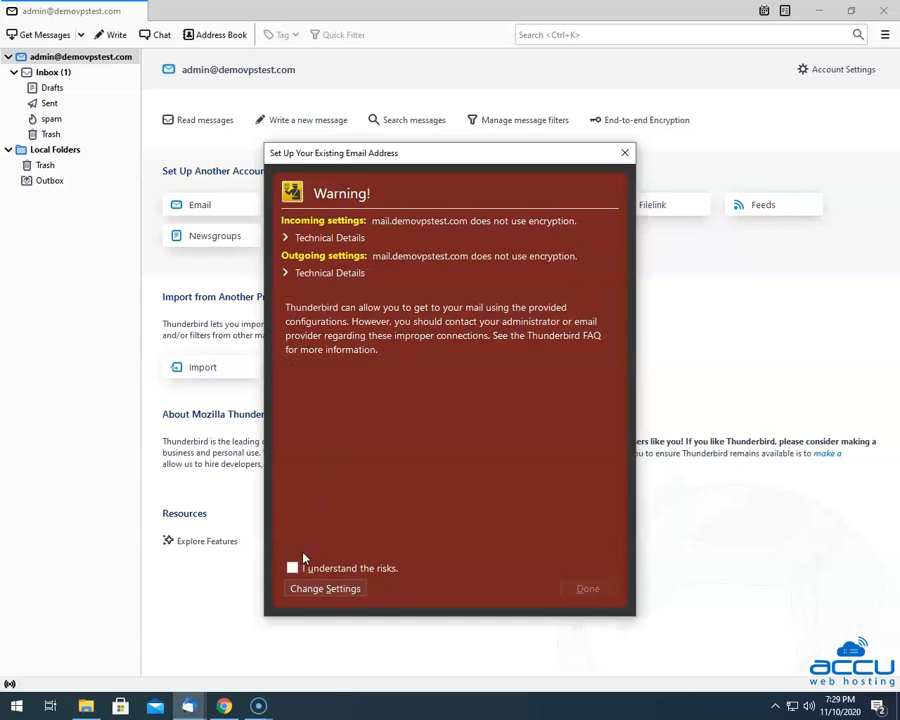 admin@demovpstest.com
Get Messages Write Chat Address Book Tag Quick Filter Search <Ctrl+K>
admin@demovpstest.com
Inbox (1)
Drafts
Sent
spam
Trash
Local Folders
Trash
Outbox
admin@demovpstest.com Account Settings
Read messages Write a new message Search messages Manage message filters End-to-end Encryption
Set Up Another Accou
Email Filelink Feeds
Newsgroups
Import from Another P
Thunderbird lets you impor
and/or filters from other ma
Import
About Mozilla Thunder
Thunderbird is the leading c
business and personal use.
allow us to hire developers,
sers like you! If you like Thunderbird, please consider making a
ou to ensure Thunderbird remains available is to make a
Resources
Explore Features
Set Up Your Existing Email Address
Warning!
Incoming settings: mail.demovpstest.com does not use encryption.
Technical Details
Outgoing settings: mail.demovpstest.com does not use encryption.
Technical Details
Thunderbird can allow you to get to your mail using the provided
configurations. However, you should contact your administrator or email
provider regarding these improper connections. See the Thunderbird FAQ
for more information.
I understand the risks.
Change Settings Done
ACCU
web hosting
7:29 PM
11/10/2020
2